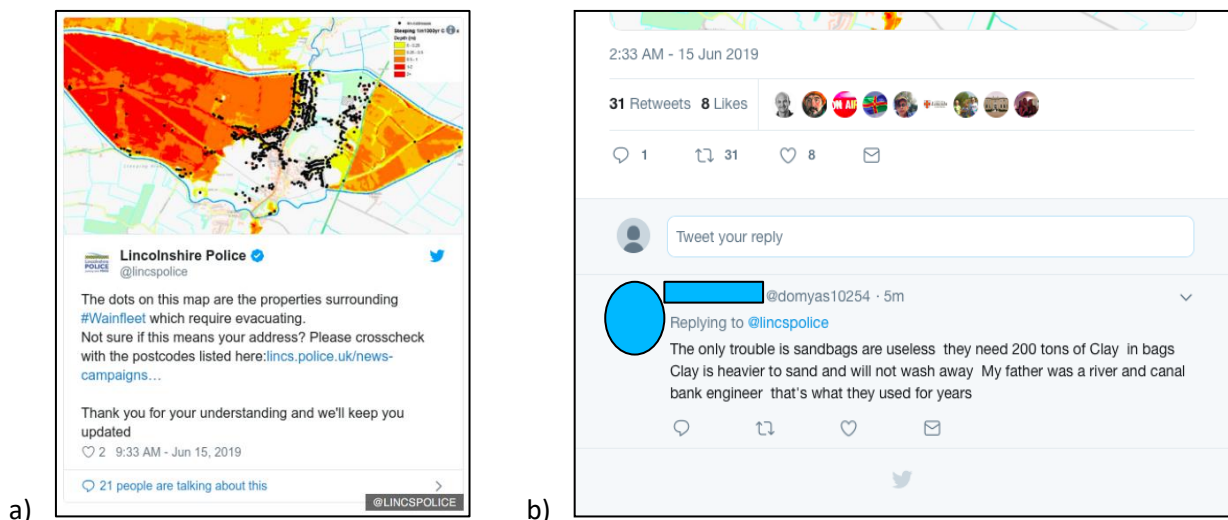 Depth (m)
Lincolnshire Police
@lincspolice
POLICE
The dots on this map are the properties surrounding
#Wainfleet which require evacuating.
Not sure if this means your address? Please crosscheck
with the postcodes listed here:lincs.police.uk/news-
campaigns…
Thank you for your understanding and we'll keep you
updated
2 9:33 AM - Jun 15, 2019
21 people are talking about this
@LINCSPOLICE
a)
2:33 AM - 15 Jun 2019
31 Retweets 8 Likes
ON AIR
1 31 8
Tweet your reply
@domyas10254 · 5m
Replying to @lincspolice
The only trouble is sandbags are useless they need 200 tons of Clay in bags
Clay is heavier to sand and will not wash away My father was a river and canal
bank engineer that's what they used for years
b)